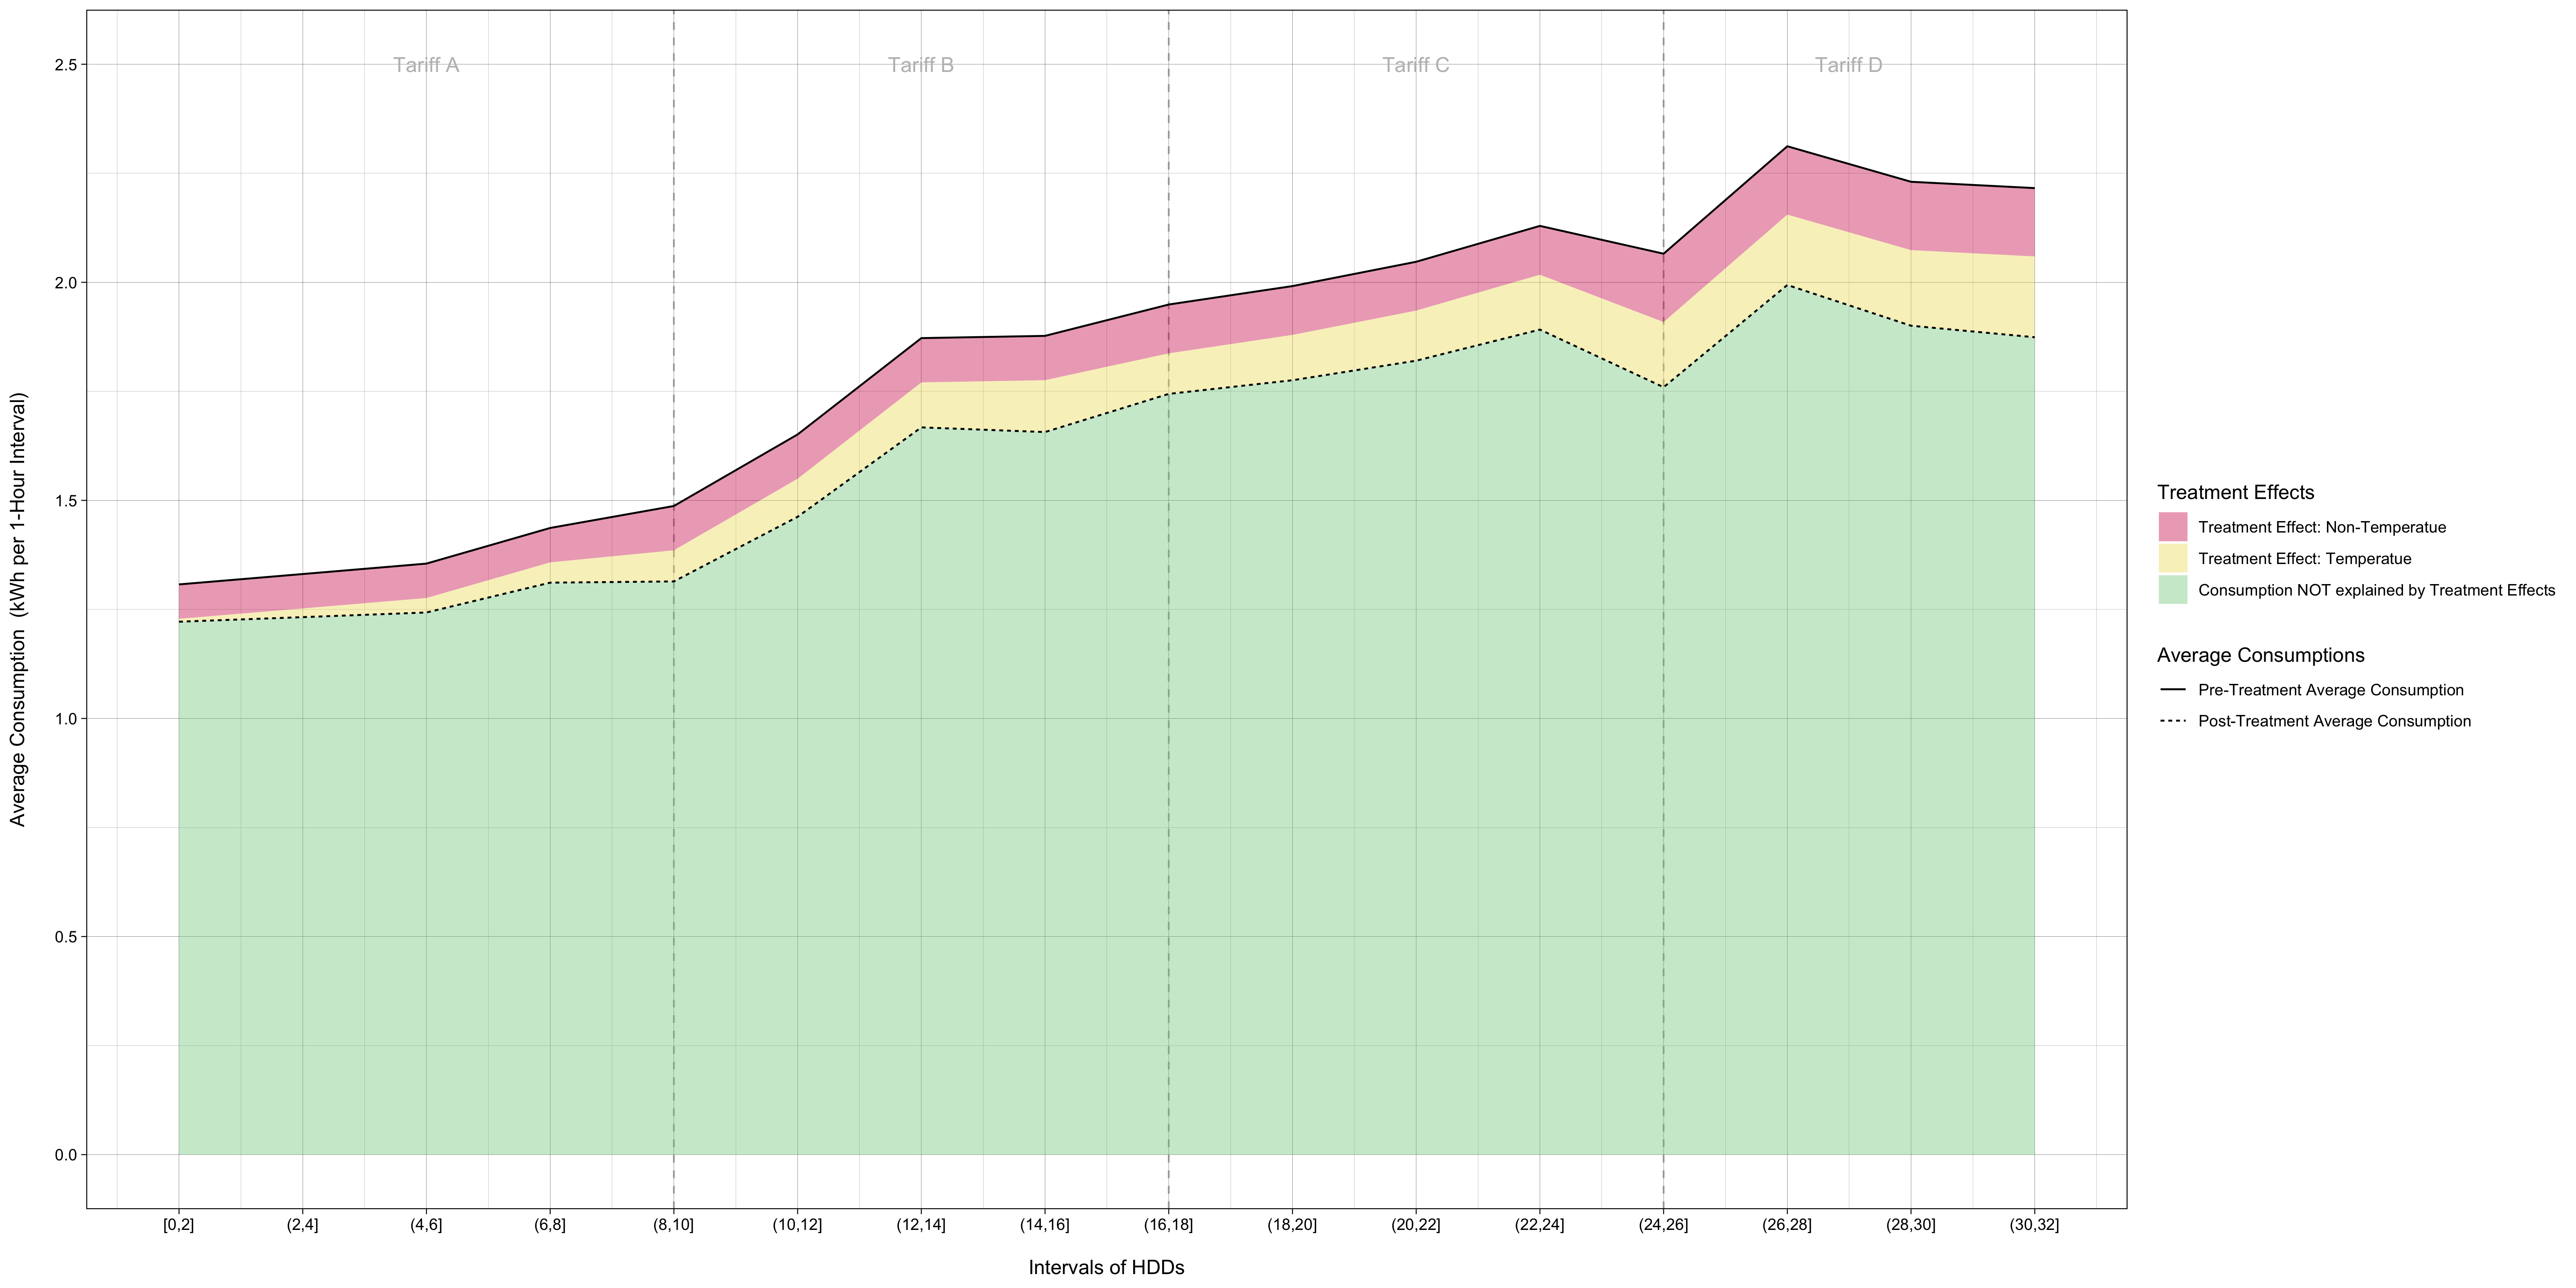 Tariff A
Tariff B
Tariff C
Tariff D
2.5
2.0
1.5
1.0
0.5
0.0
Average Consumption  (kWh per 1-Hour Interval)
[0,2]
(2,4]
(4,6]
(6,8]
(8,10]
(10,12]
(12,14]
(14,16]
(16,18]
(18,20]
(20,22]
(22,24]
(24,26]
(26,28]
(28,30]
(30,32]
Intervals of HDDs
Treatment Effects
Treatment Effect: Non-Temperatue
Treatment Effect: Temperatue
Consumption NOT explained by Treatment Effects
Average Consumptions
Pre-Treatment Average Consumption
Post-Treatment Average Consumption